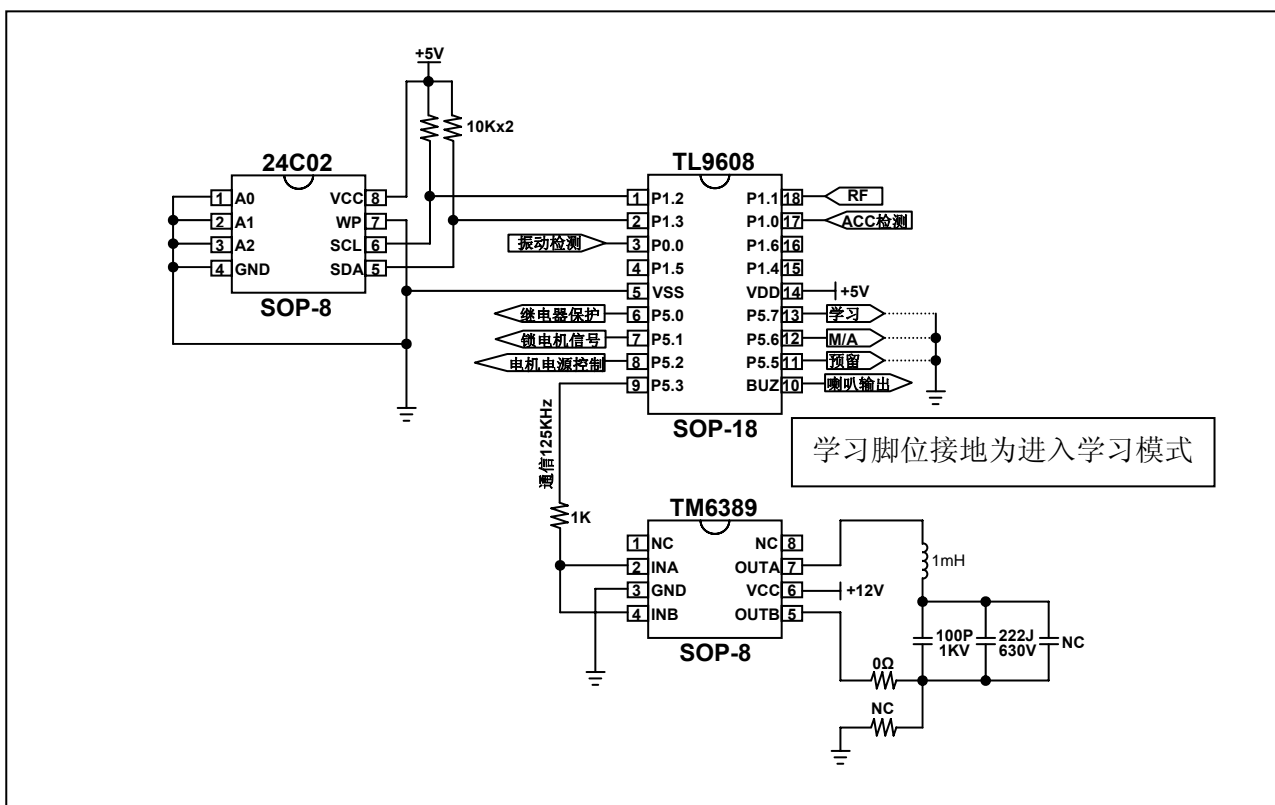 +5V
10Kx2
24C02
1 A0 VCC 8
2 A1 WP 7
3 A2 SCL 6
4 GND SDA 5
SOP-8
TL9608
1 P1.2 P1.1 18 RF
2 P1.3 P1.0 17 ACC检测
振动检测 3 P0.0 P1.6 16
4 P1.5 P1.4 15
5 VSS VDD 14 +5V
继电器保护 6 P5.0 P5.7 13 学习
锁电机信号 7 P5.1 P5.6 12 M/A
电机电源控制 8 P5.2 P5.5 11 预留
9 P5.3 BUZ 10 喇叭输出
SOP-18
学习脚位接地为进入学习模式
通信125KHz
1K
TM6389
1 NC NC 8
2 INA OUTA 7
3 GND VCC 6 +12V
4 INB OUTB 5
SOP-8
1mH
100P
1KV
222J
630V
NC
0Ω
NC